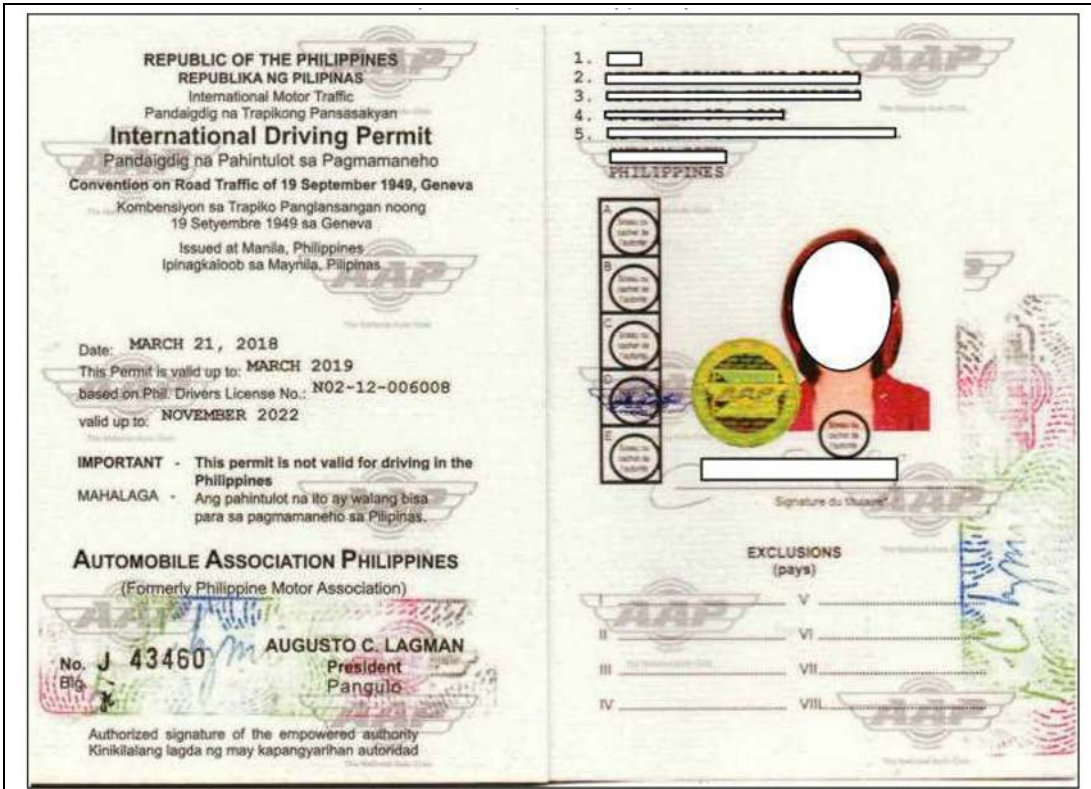 REPUBLIC OF THE PHILIPPINES
REPUBLIKA NG PILIPINAS
International Motor Traffic
Pandaigdig na Trapikong Pansasakyan
International Driving Permit
Pandaigdig na Pahintulot sa Pagmamaneho
Convention on Road Traffic of 19 September 1949, Geneva
Kombensiyon sa Trapiko Panglansangan noong
19 Setyembre 1949 sa Geneva
Issued at Manila, Philippines
Ipinagkaloob sa Maynila, Pilipinas
Date: MARCH 21, 2018
This Permit is valid up to: MARCH 2019
based on Phil. Drivers License No.: N02-12-006008
valid up to: NOVEMBER 2022
IMPORTANT - This permit is not valid for driving in the
Philippines
MAHALAGA - Ang pahintulot na ito ay walang bisa
para sa pagmamaneho sa Pilipinas.
AUTOMOBILE ASSOCIATION PHILIPPINES
(Formerly Philippine Motor Association)
No. J 43460
Blg.
AUGUSTO C. LAGMAN
President
Pangulo
Authorized signature of the empowered authority
Kinikilalang lagda ng may kapangyarihan autoridad
1.
2.
3.
4.
5.
PHILIPPINES
A
B
C
D
E
AAP
Signature du titulaire
EXCLUSIONS
(pays)
I V
II VI
III VII
IV VIII